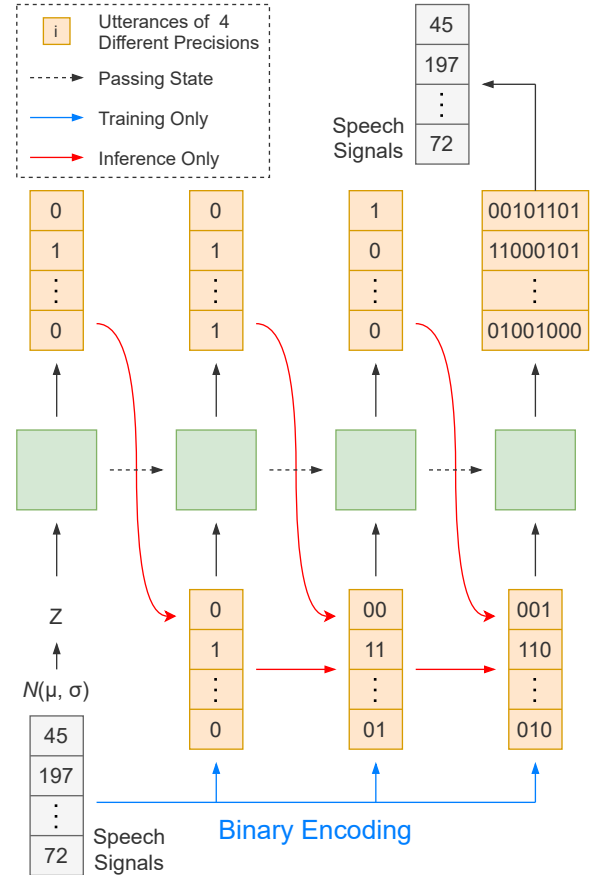 i
Utterances of 4
Different Precisions
Passing State
Training Only
Inference Only
45
197
⋮
72
Speech
Signals
0
1
⋮
0
0
1
⋮
1
1
0
⋮
0
00101101
11000101
⋮
01001000
Z
N(μ, σ)
0
1
⋮
0
00
11
⋮
01
001
110
⋮
010
45
197
⋮
72
Speech
Signals
Binary Encoding